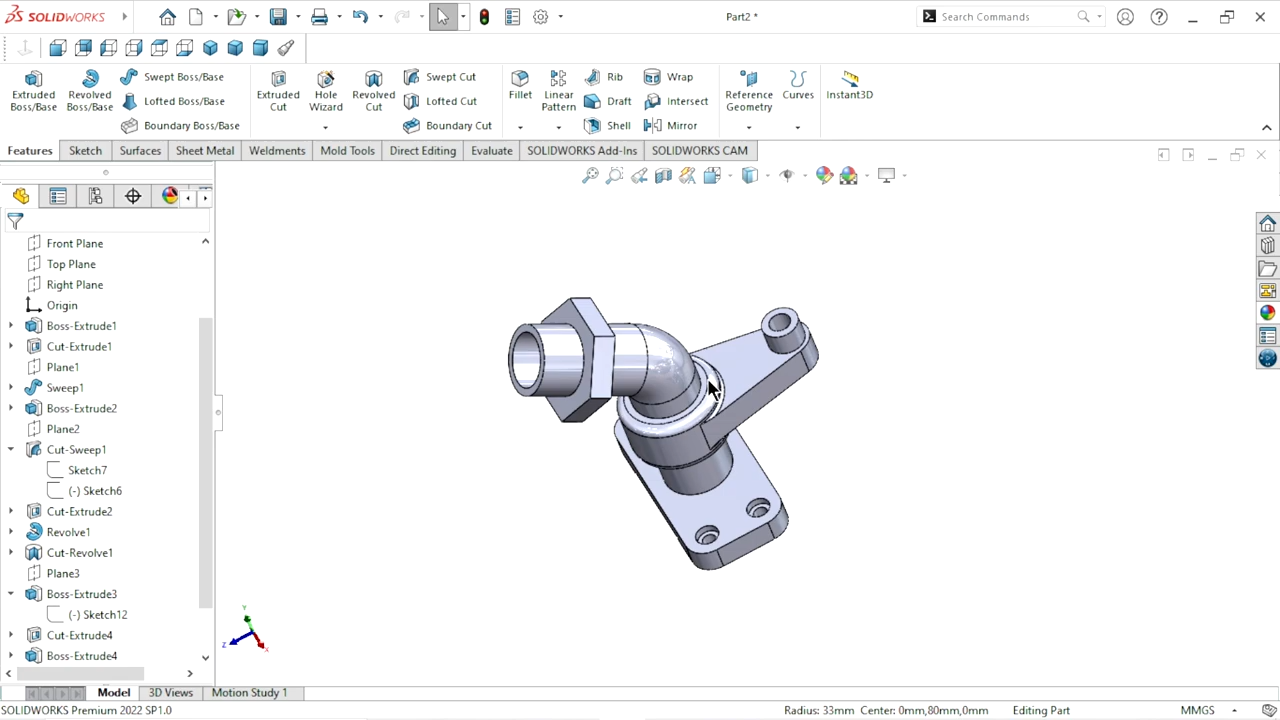 SOLIDWORKS
Part2 *
Search Commands
Extruded Boss/Base
Revolved Boss/Base
Swept Boss/Base
Lofted Boss/Base
Boundary Boss/Base
Extruded Cut
Hole Wizard
Revolved Cut
Swept Cut
Lofted Cut
Boundary Cut
Fillet
Linear Pattern
Rib
Draft
Shell
Wrap
Intersect
Mirror
Reference Geometry
Curves
Instant3D
Features
Sketch
Surfaces
Sheet Metal
Weldments
Mold Tools
Direct Editing
Evaluate
SOLIDWORKS Add-Ins
SOLIDWORKS CAM
Front Plane
Top Plane
Right Plane
Origin
Boss-Extrude1
Cut-Extrude1
Plane1
Sweep1
Boss-Extrude2
Plane2
Cut-Sweep1
Sketch7
(-) Sketch6
Cut-Extrude2
Revolve1
Cut-Revolve1
Plane3
Boss-Extrude3
(-) Sketch12
Cut-Extrude4
Boss-Extrude4
Y
Z
X
Model
3D Views
Motion Study 1
SOLIDWORKS Premium 2022 SP1.0
Radius: 33mm Center: 0mm,80mm,0mm
Editing Part
MMGS